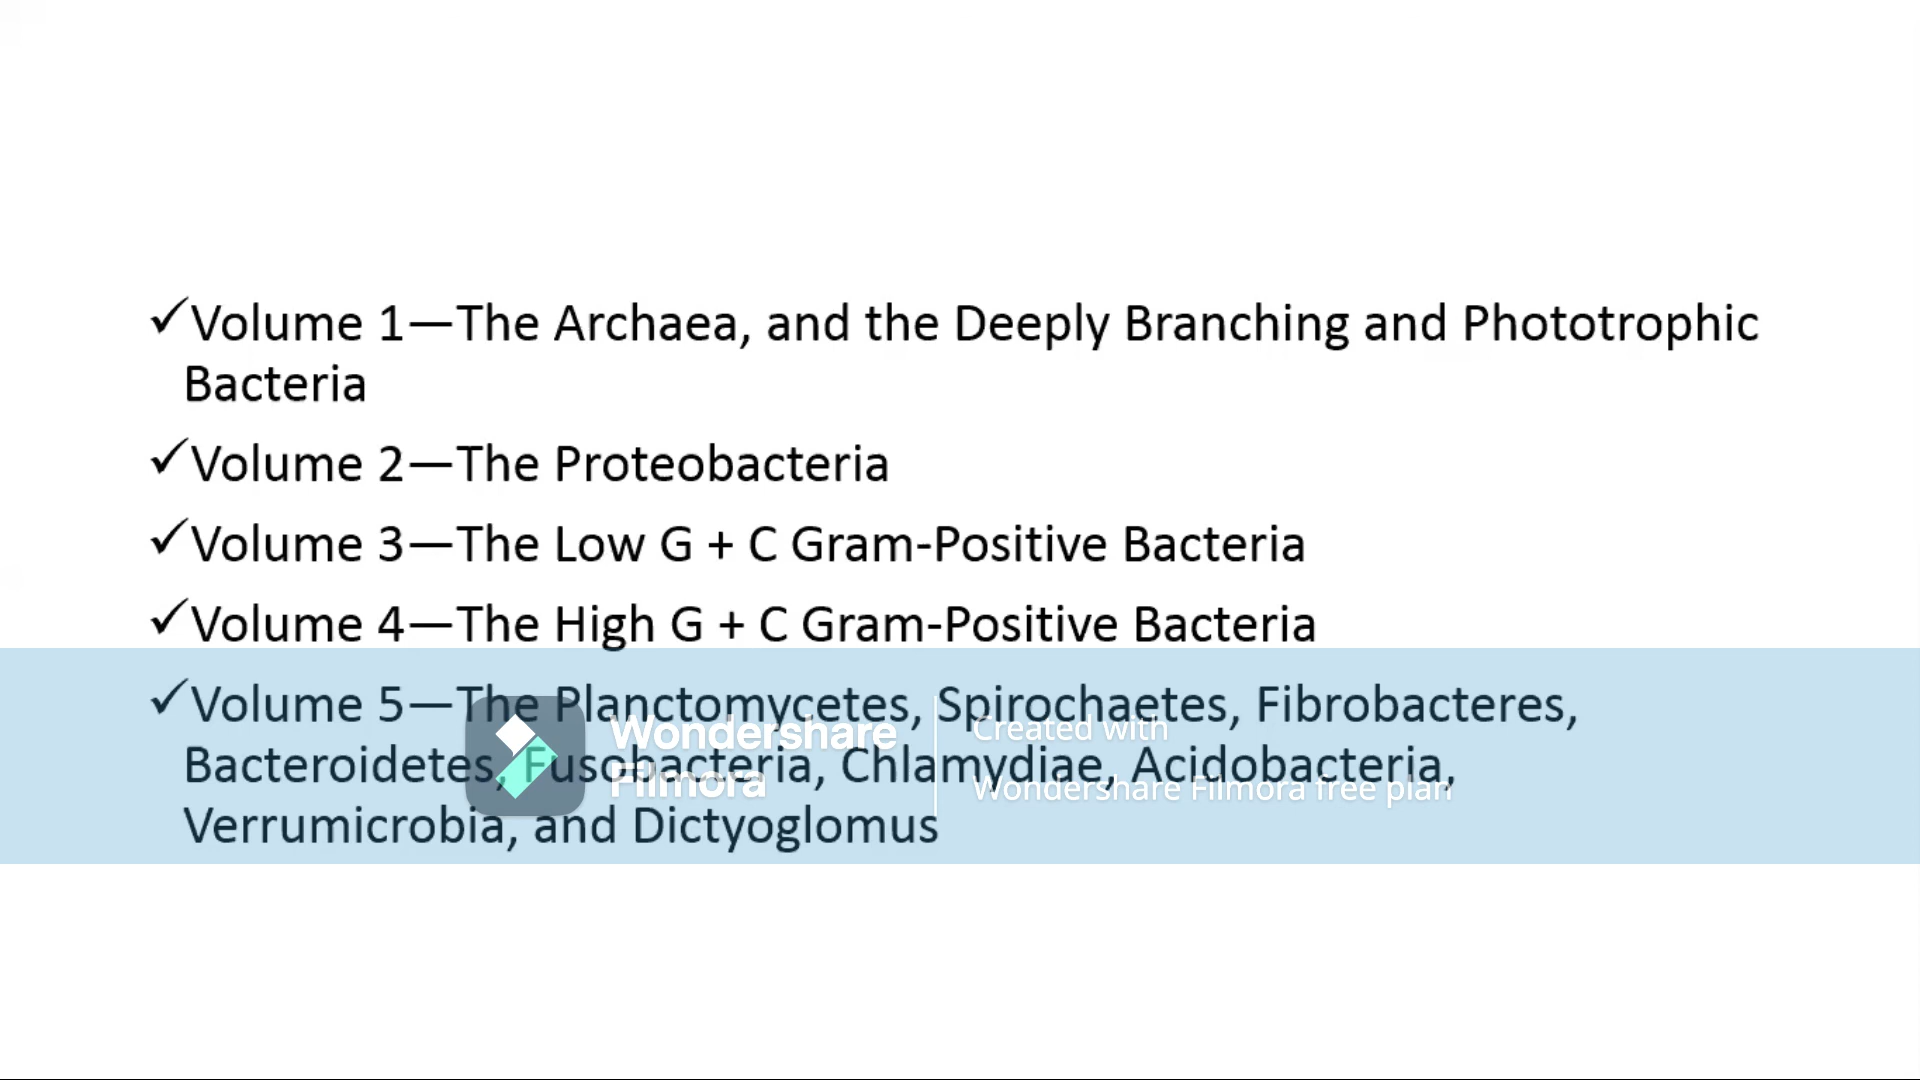 ✓Volume 1—The Archaea, and the Deeply Branching and Phototrophic
Bacteria
✓Volume 2—The Proteobacteria
✓Volume 3—The Low G + C Gram-Positive Bacteria
✓Volume 4—The High G + C Gram-Positive Bacteria
✓Volume 5—The Planctomycetes, Spirochaetes, Fibrobacteres,
Bacteroidetes, Fusobacteria, Chlamydiae, Acidobacteria,
Verrumicrobia, and Dictyoglomus
Wondershare
Filmora
Created with
Wondershare Filmora free plan